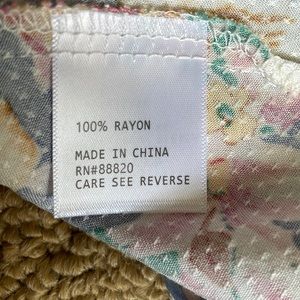 100% RAYON
MADE IN CHINA
RN#88820
CARE SEE REVERSE